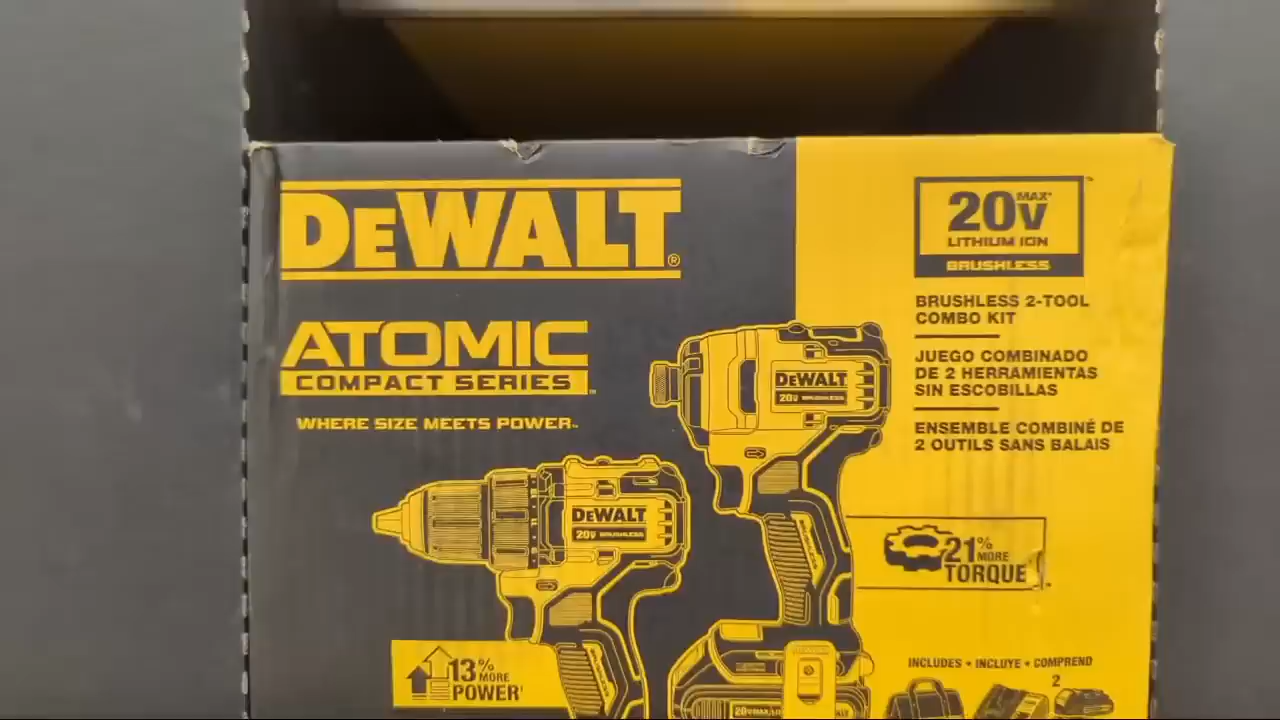 DEWALT®
ATOMIC
COMPACT SERIES™
WHERE SIZE MEETS POWER™
20V MAX*
LITHIUM ION
BRUSHLESS
BRUSHLESS 2-TOOL
COMBO KIT
JUEGO COMBINADO
DE 2 HERRAMIENTAS
SIN ESCOBILLAS
ENSEMBLE COMBINÉ DE
2 OUTILS SANS BALAIS
DEWALT
20V BRUSHLESS
DEWALT
20V BRUSHLESS
21% MORE
TORQUE
13% MORE
POWER†
INCLUDES • INCLUYE • COMPREND
2